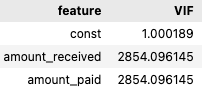 feature VIF
const 1.000189
amount_received 2854.096145
amount_paid 2854.096145